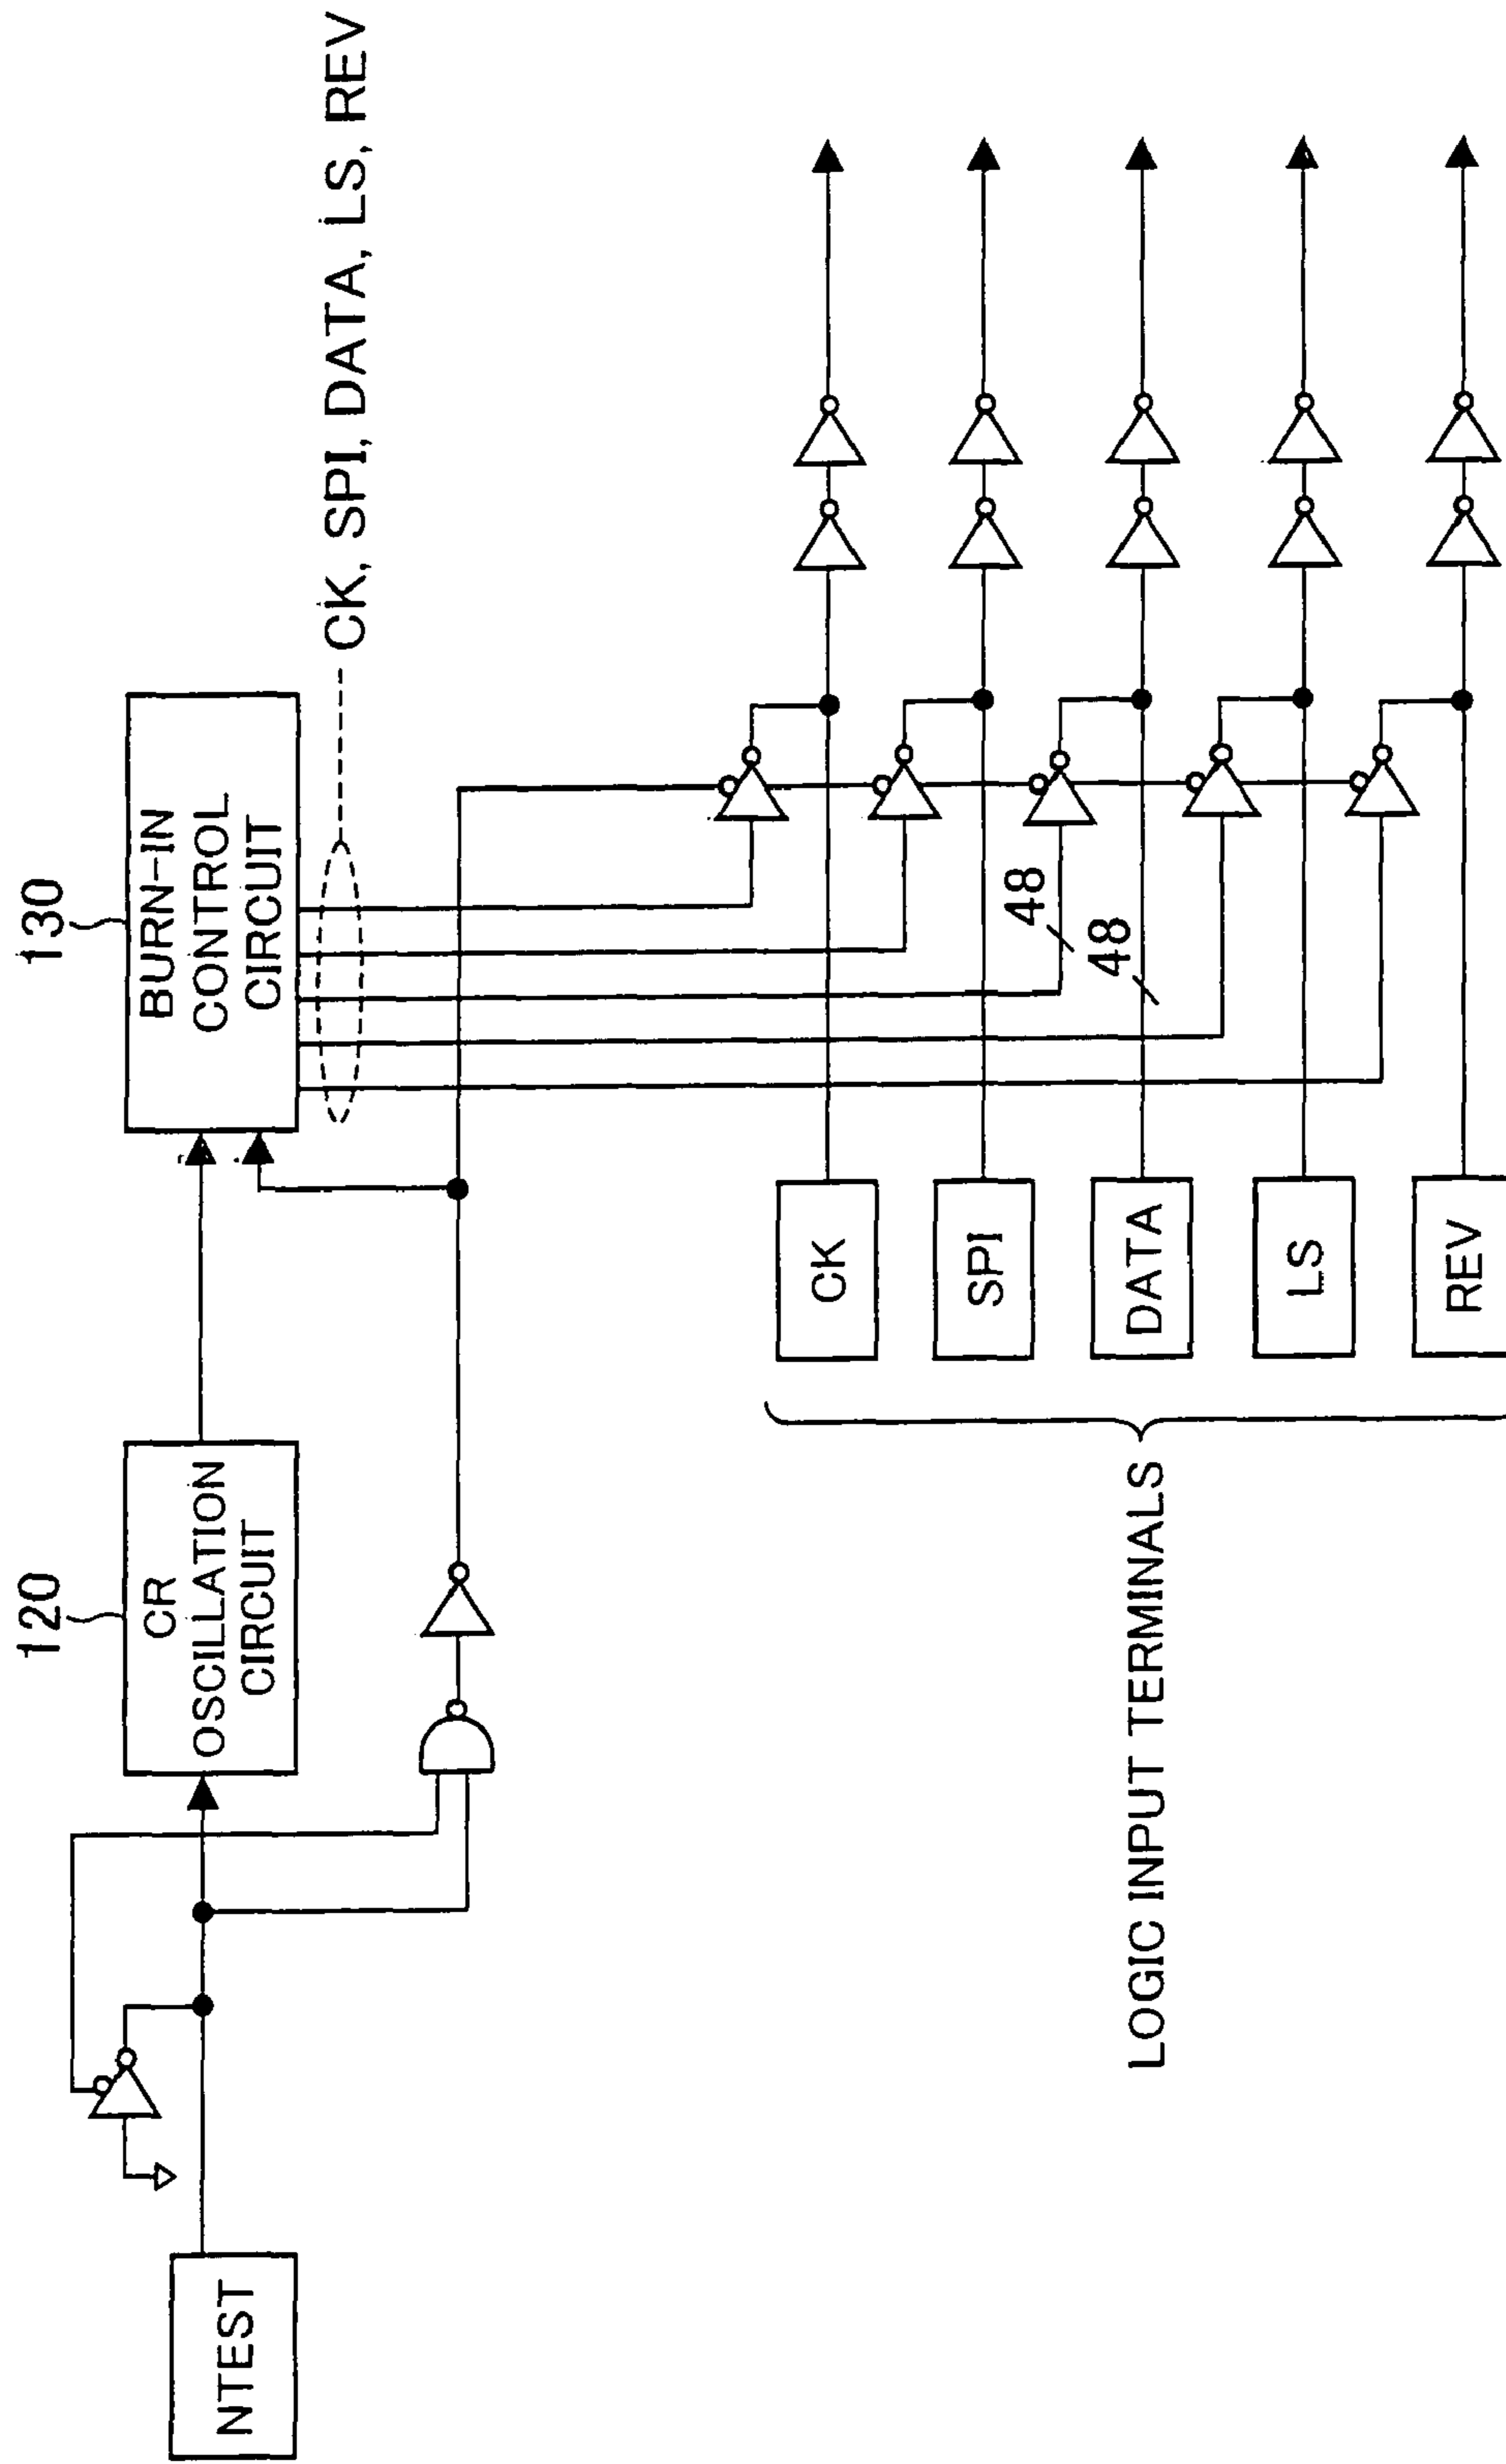 120
CR
OSCILLATION
CIRCUIT
130
BURN-IN
CONTROL
CIRCUIT
NTEST
CK, SPI, DATA, LS, REV
48
48
LOGIC INPUT TERMINALS
CK
SPI
DATA
LS
REV